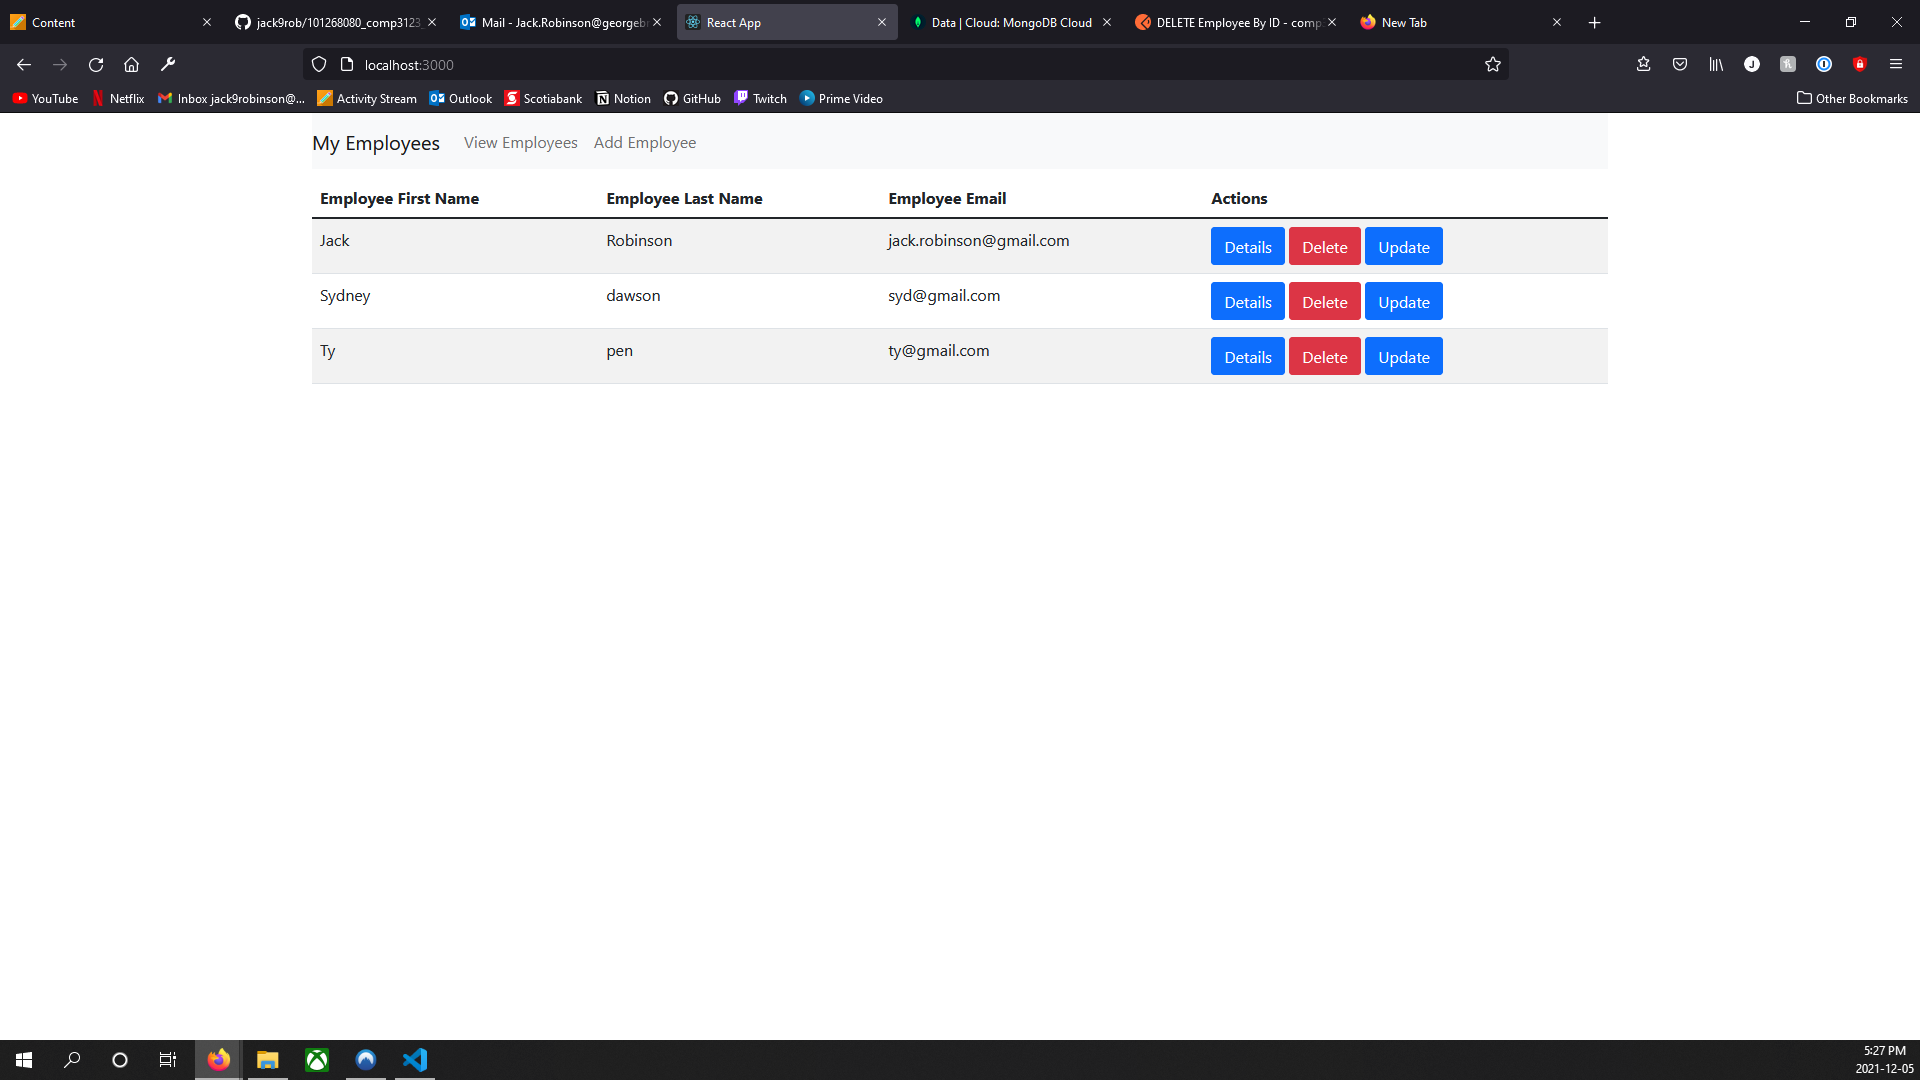 Content
jack9rob/101268080_comp3123_
Mail - Jack.Robinson@georgebr
React App
Data | Cloud: MongoDB Cloud
DELETE Employee By ID - comp
New Tab
localhost:3000
YouTube
Netflix
Inbox jack9robinson@...
Activity Stream
Outlook
Scotiabank
Notion
GitHub
Twitch
Prime Video
Other Bookmarks
My Employees View Employees Add Employee
Employee First Name Employee Last Name Employee Email Actions
Jack Robinson jack.robinson@gmail.com Details Delete Update
Sydney dawson syd@gmail.com Details Delete Update
Ty pen ty@gmail.com Details Delete Update
5:27 PM
2021-12-05